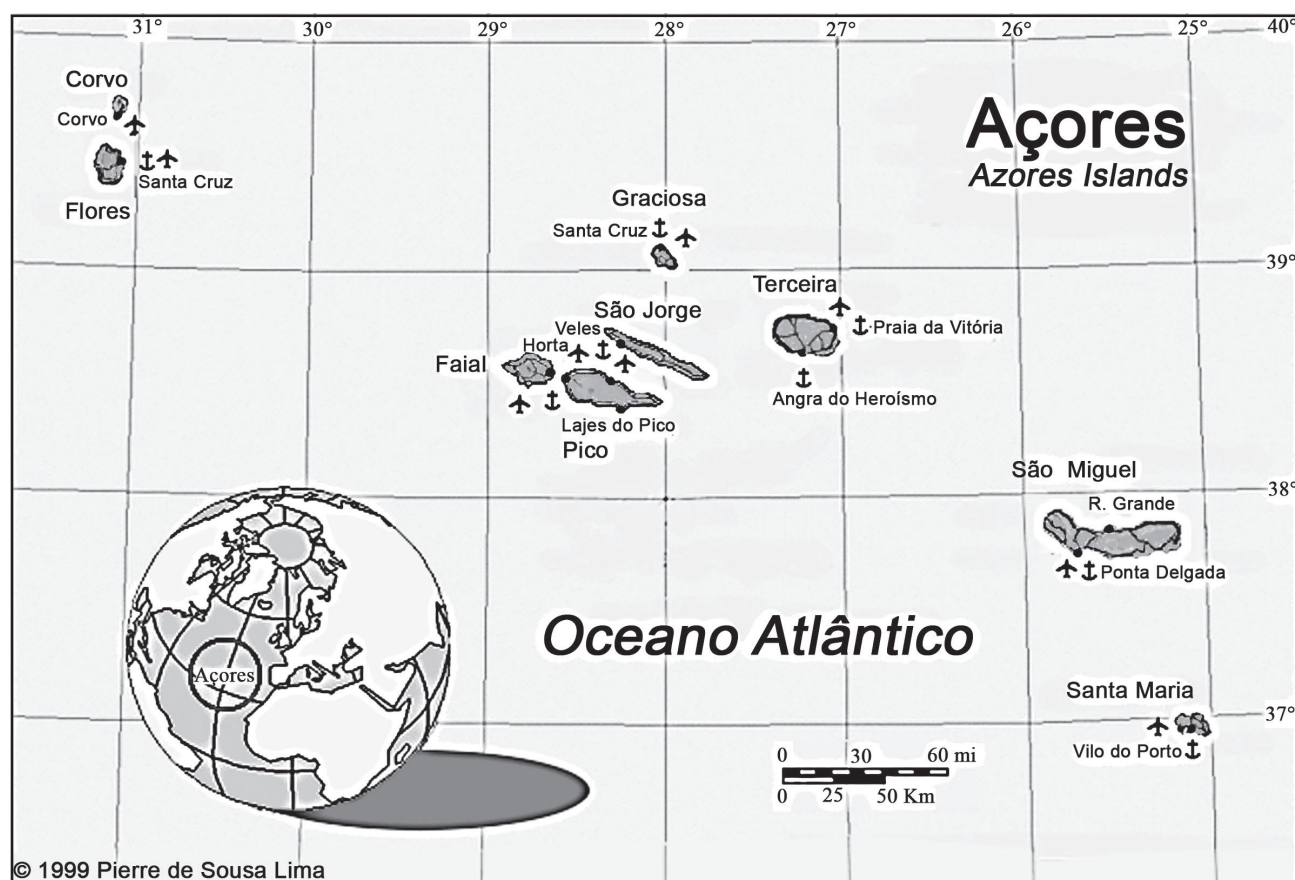 31° 30° 29° 28° 27° 26° 25° 40°
Corvo
Corvo
Santa Cruz
Flores
Açores
Azores Islands
Graciosa
Santa Cruz
39°
Terceira
São Jorge
Veles
Praia da Vitória
Horta
Faial
Angra do Heroísmo
Lajes do Pico
Pico
São Miguel
38°
R. Grande
Ponta Delgada
Oceano Atlântico
Açores
Santa Maria
37°
Vilo do Porto
0 30 60 mi
0 25 50 Km
© 1999 Pierre de Sousa Lima